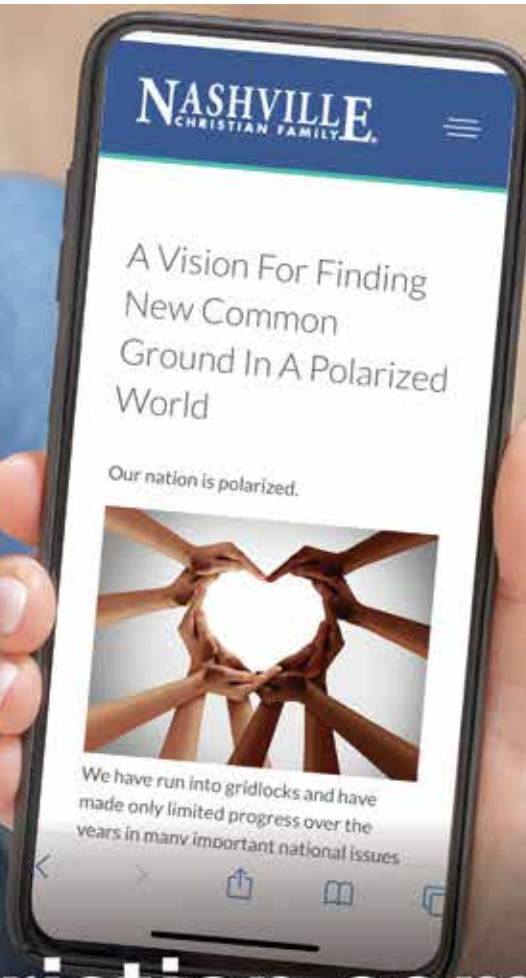 NASHVILLE
CHRISTIAN FAMILY
A Vision For Finding
New Common
Ground In A Polarized
World
Our nation is polarized.
We have run into gridlocks and have
made only limited progress over the
years in many important national issues